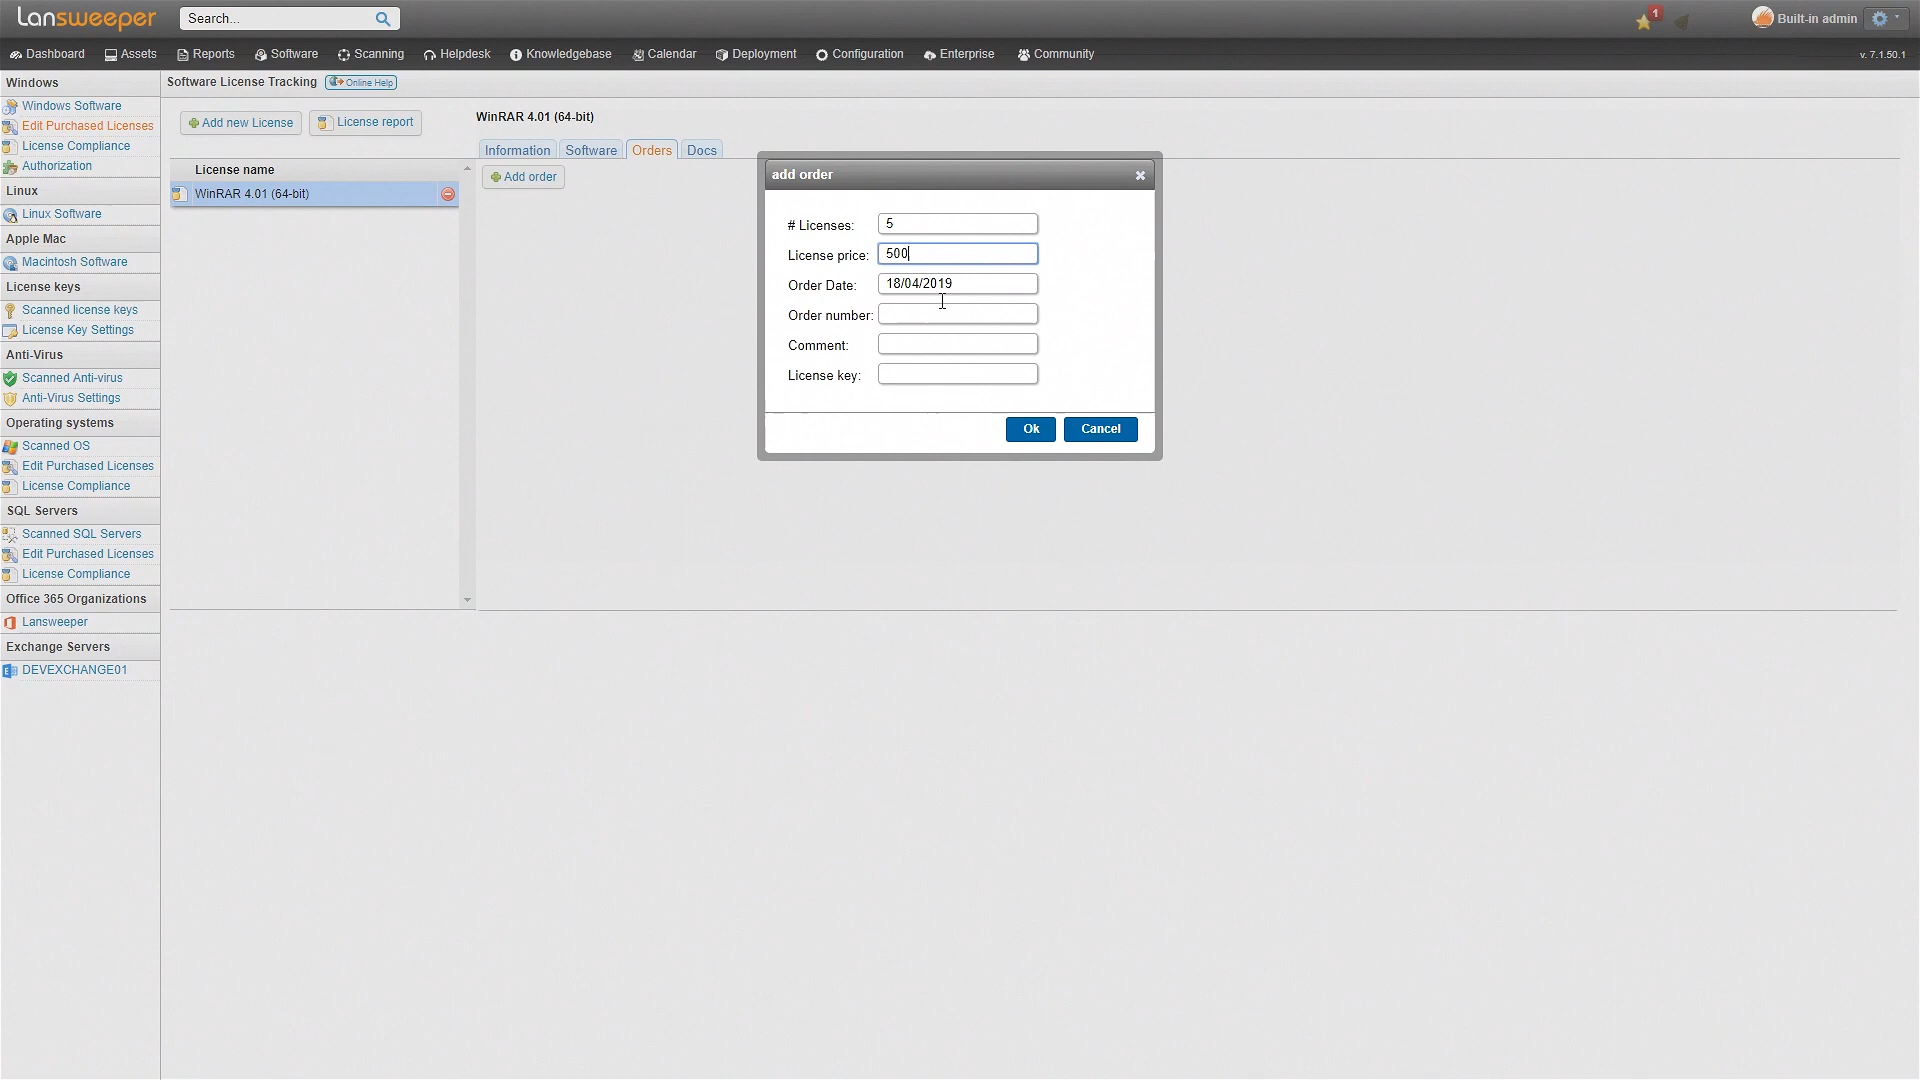 Lansweeper
Search...
1
Built-in admin
Dashboard Assets Reports Software Scanning Helpdesk Knowledgebase Calendar Deployment Configuration Enterprise Community
v. 7.1.50.1
Windows
Windows Software
Edit Purchased Licenses
License Compliance
Authorization
Linux
Linux Software
Apple Mac
Macintosh Software
License keys
Scanned license keys
License Key Settings
Anti-Virus
Scanned Anti-virus
Anti-Virus Settings
Operating systems
Scanned OS
Edit Purchased Licenses
License Compliance
SQL Servers
Scanned SQL Servers
Edit Purchased Licenses
License Compliance
Office 365 Organizations
Lansweeper
Exchange Servers
DEVEXCHANGE01
Software License Tracking Online Help
Add new License License report
License name
WinRAR 4.01 (64-bit)
WinRAR 4.01 (64-bit)
Information Software Orders Docs
Add order
add order
# Licenses: 5
License price: 500
Order Date: 18/04/2019
Order number:
Comment:
License key:
Ok Cancel